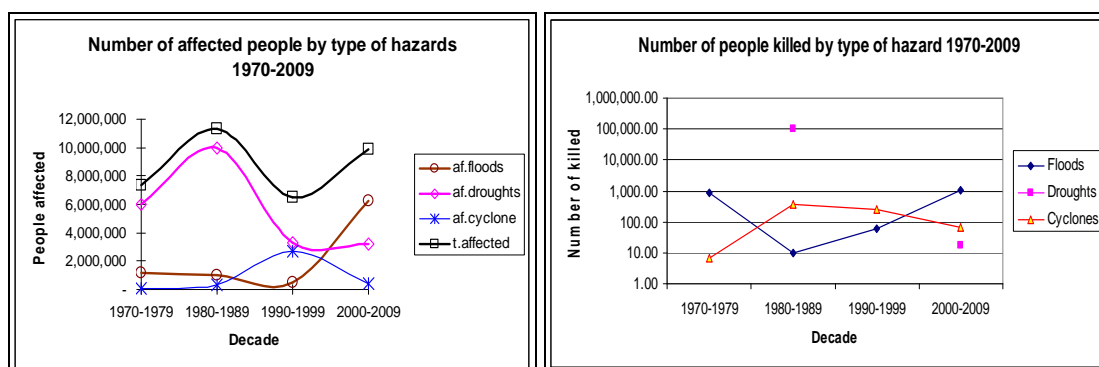 Number of affected people by type of hazards
1970-2009
12,000,000
10,000,000
8,000,000
6,000,000
4,000,000
2,000,000
-
People affected
1970-1979 1980-1989 1990-1999 2000-2009
Decade
af.floods
af.droughts
af.cyclone
t.affected
Number of people killed by type of hazard 1970-2009
1,000,000.00
100,000.00
10,000.00
1,000.00
100.00
10.00
1.00
Number of killed
1970-1979 1980-1989 1990-1999 2000-2009
Decade
Floods
Droughts
Cyclones